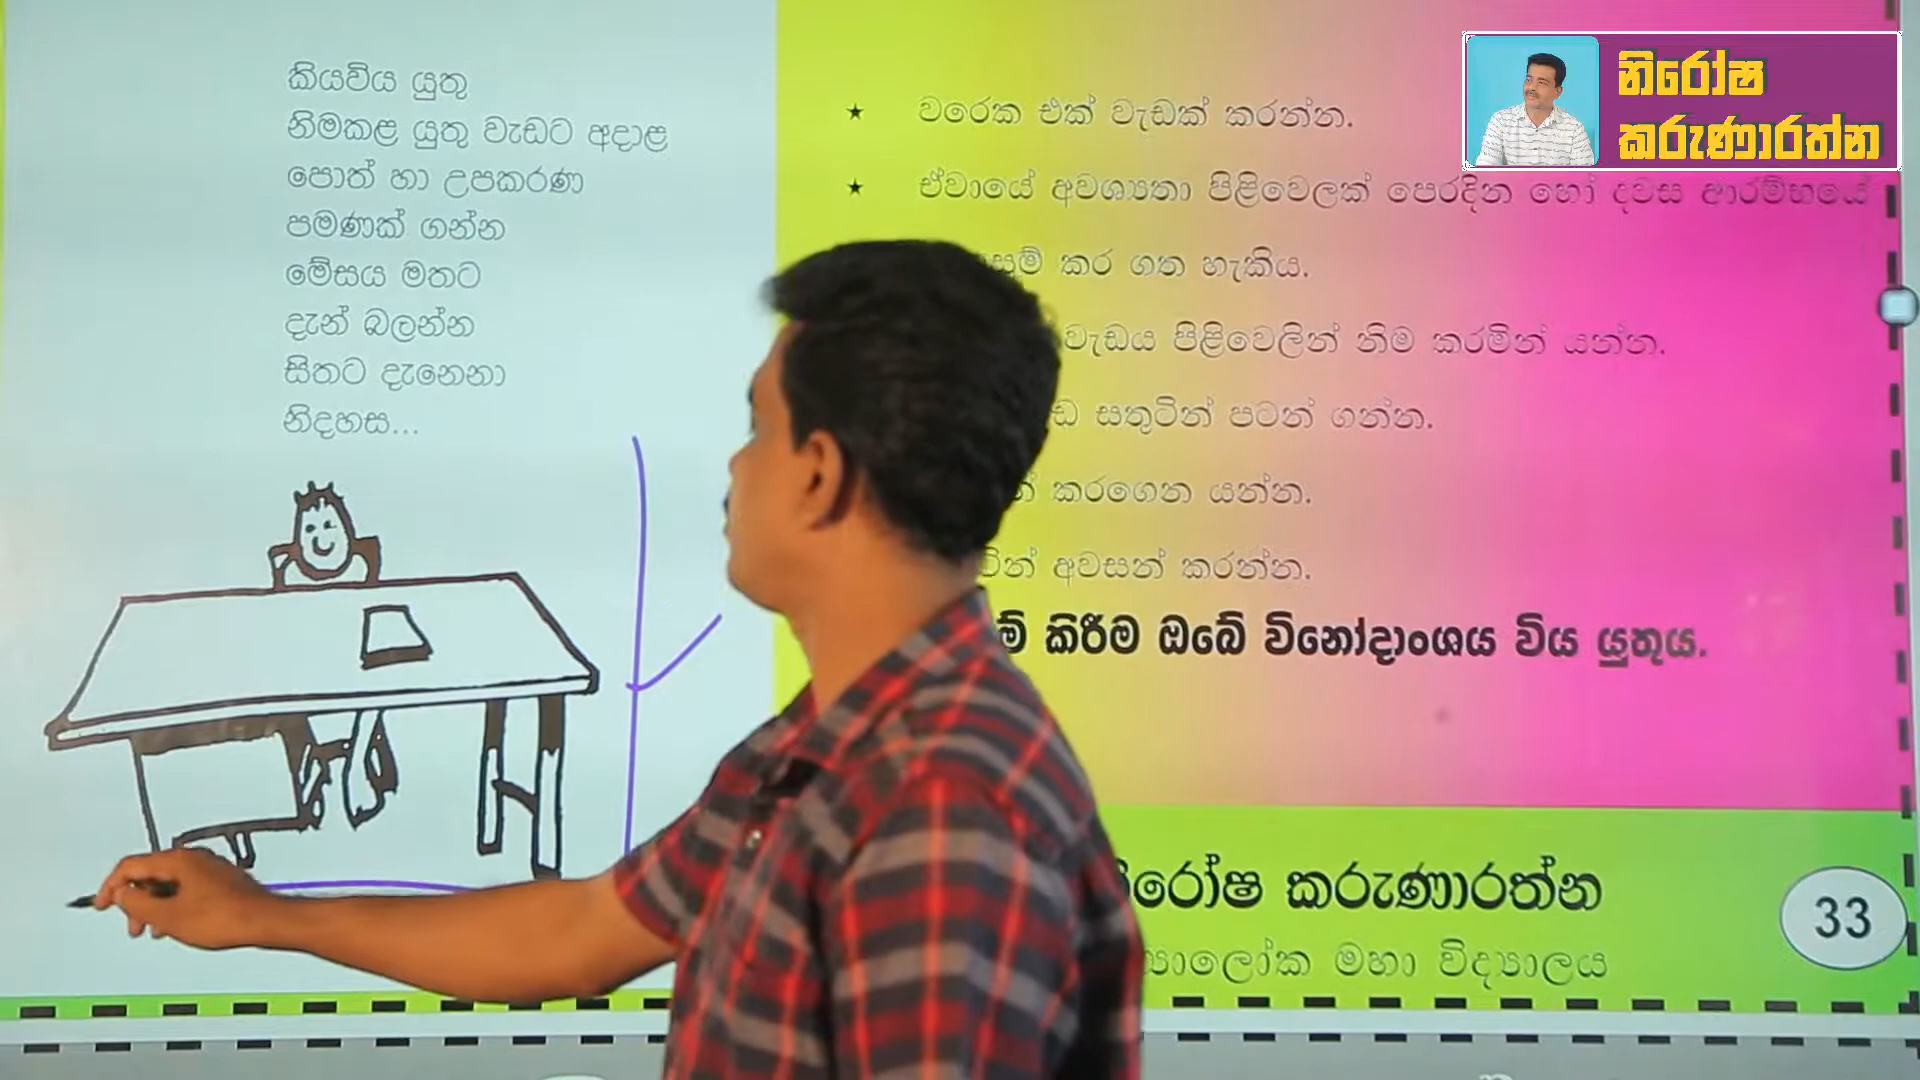 කියවිය යුතු
නිමකළ යුතු වැඩට අදාළ
පොත් හා උපකරණ
පමණක් ගන්න
මේසය මතට
දැන් බලන්න
සිතට දැනෙනා
නිදහස...
★ වරෙක එක් වැඩක් කරන්න.
★ ඒවායේ අවශ්‍යතා පිළිවෙලක් පෙරදින හෝ දවස ආරම්භයේ
කර ගත හැකිය.
වැඩය පිළිවෙලින් නිම කරමින් යන්න.
සතුටින් පටන් ගන්න.
කරගෙන යන්න.
අවසන් කරන්න.
කිරීම ඔබේ විනෝදාංශය විය යුතුය.
කරුණාරත්න
මහා විද්‍යාලය
33
නිරෝෂ
කරුණාරත්න